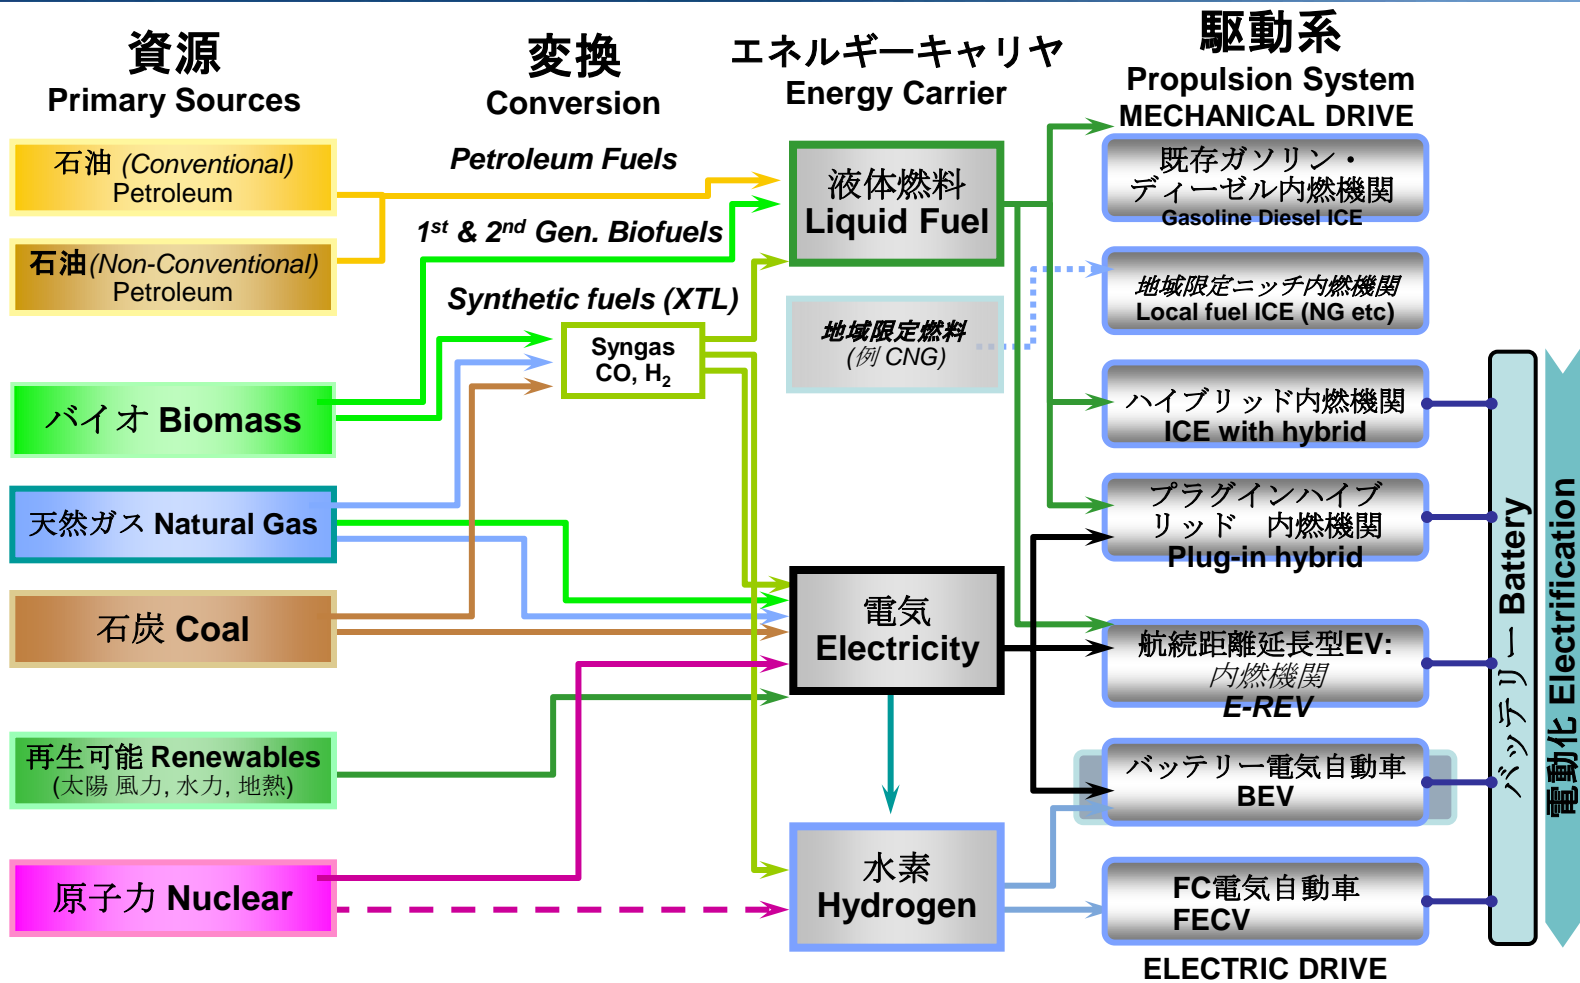 資源
Primary Sources
変換
Conversion
エネルギーキャリヤ
Energy Carrier
駆動系
Propulsion System
MECHANICAL DRIVE
石油 (Conventional)
Petroleum
石油(Non-Conventional)
Petroleum
バイオ Biomass
天然ガス Natural Gas
石炭 Coal
再生可能 Renewables
(太陽 風力, 水力, 地熱)
原子力 Nuclear
Petroleum Fuels
1st & 2nd Gen. Biofuels
Synthetic fuels (XTL)
Syngas
CO, H2
液体燃料
Liquid Fuel
地域限定燃料
(例 CNG)
電気
Electricity
水素
Hydrogen
既存ガソリン・
ディーゼル内燃機関
Gasoline Diesel ICE
地域限定ニッチ内燃機関
Local fuel ICE (NG etc)
ハイブリッド内燃機関
ICE with hybrid
プラグインハイブ
リッド　内燃機関
Plug-in hybrid
航続距離延長型EV:
内燃機関
E-REV
バッテリー電気自動車
BEV
FC電気自動車
FECV
ELECTRIC DRIVE
バッテリー Battery
電動化 Electrification